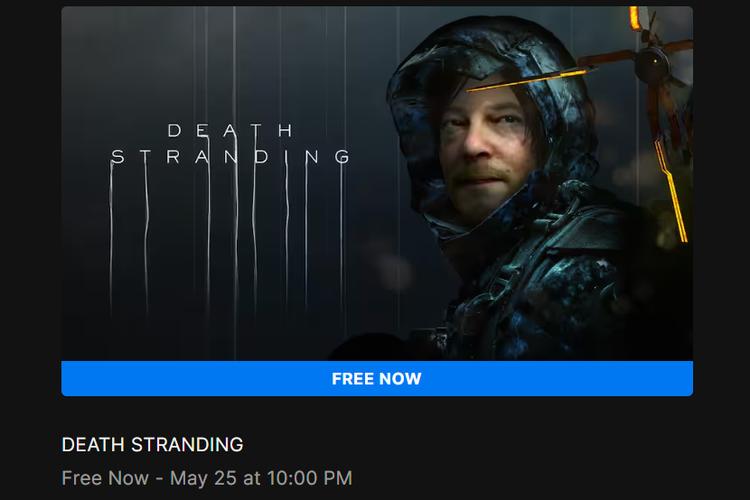 DEATH
STRANDING
FREE NOW
DEATH STRANDING
Free Now - May 25 at 10:00 PM